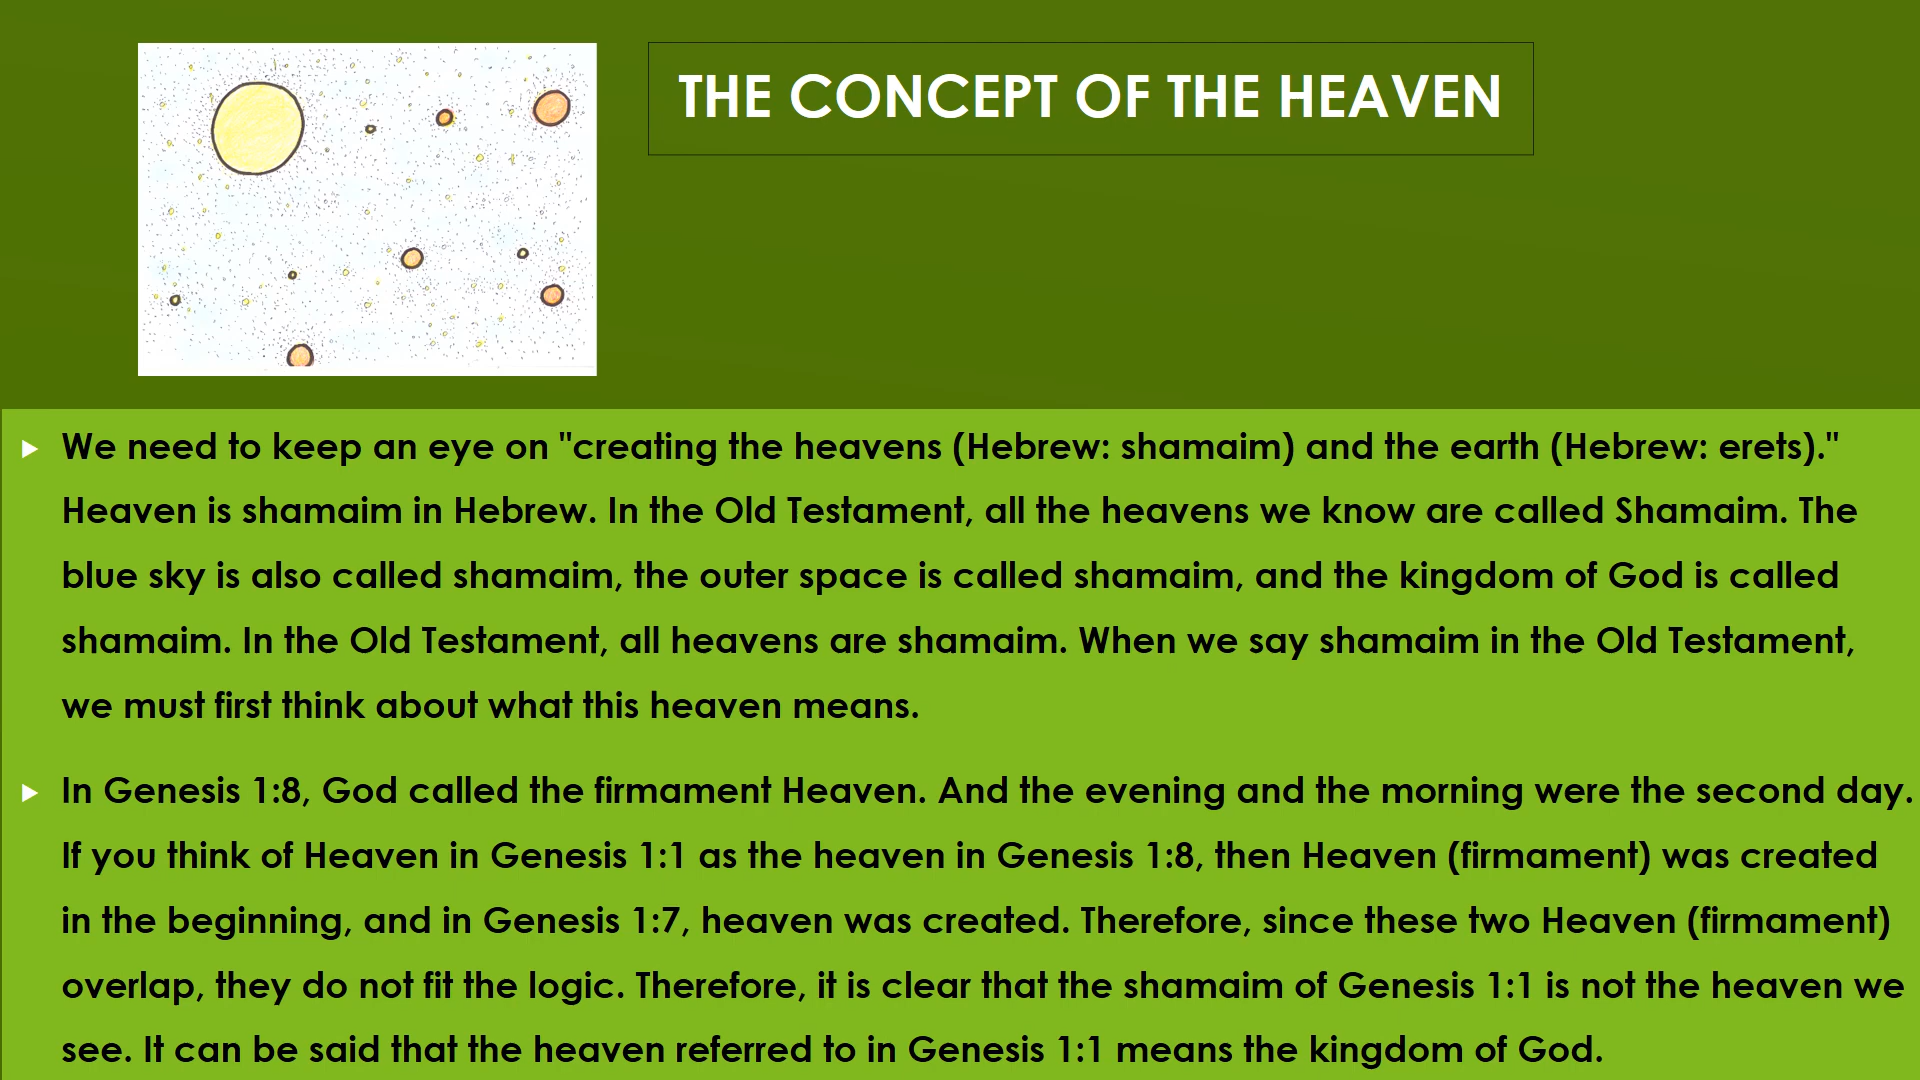 THE CONCEPT OF THE HEAVEN
We need to keep an eye on "creating the heavens (Hebrew: shamaim) and the earth (Hebrew: erets)."
Heaven is shamaim in Hebrew. In the Old Testament, all the heavens we know are called Shamaim. The
blue sky is also called shamaim, the outer space is called shamaim, and the kingdom of God is called
shamaim. In the Old Testament, all heavens are shamaim. When we say shamaim in the Old Testament,
we must first think about what this heaven means.
In Genesis 1:8, God called the firmament Heaven. And the evening and the morning were the second day.
If you think of Heaven in Genesis 1:1 as the heaven in Genesis 1:8, then Heaven (firmament) was created
in the beginning, and in Genesis 1:7, heaven was created. Therefore, since these two Heaven (firmament)
overlap, they do not fit the logic. Therefore, it is clear that the shamaim of Genesis 1:1 is not the heaven we
see. It can be said that the heaven referred to in Genesis 1:1 means the kingdom of God.